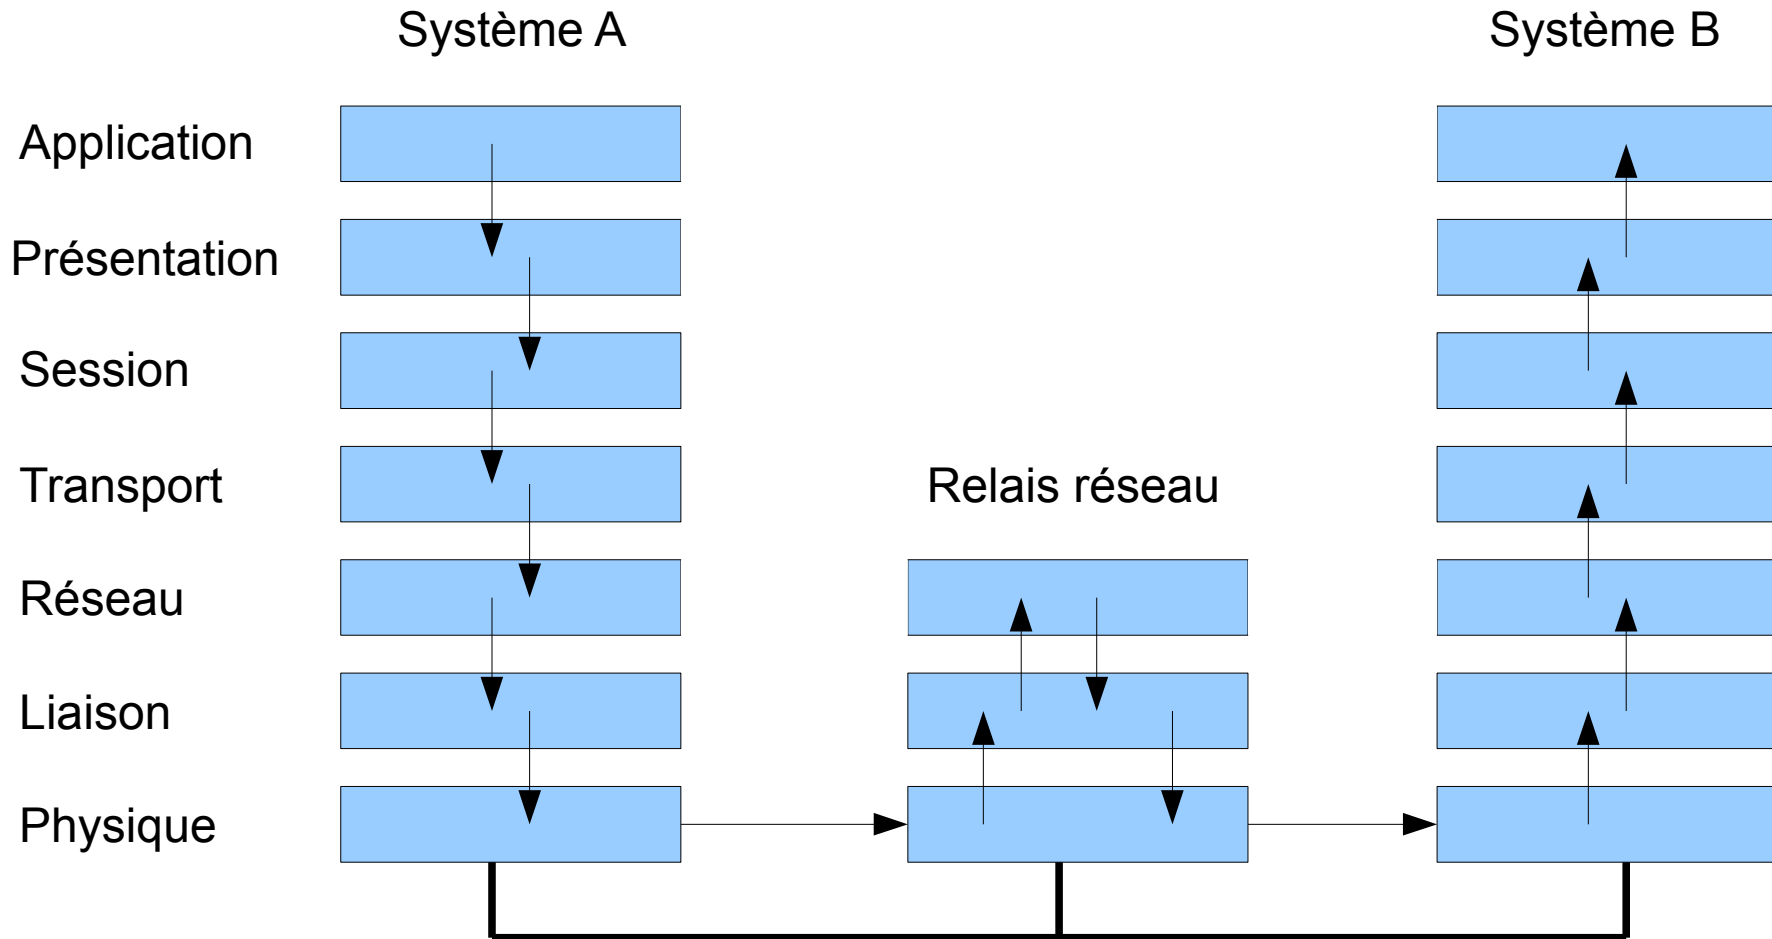 Système A
Système B
Application
Présentation
Session
Transport
Relais réseau
Réseau
Liaison
Physique